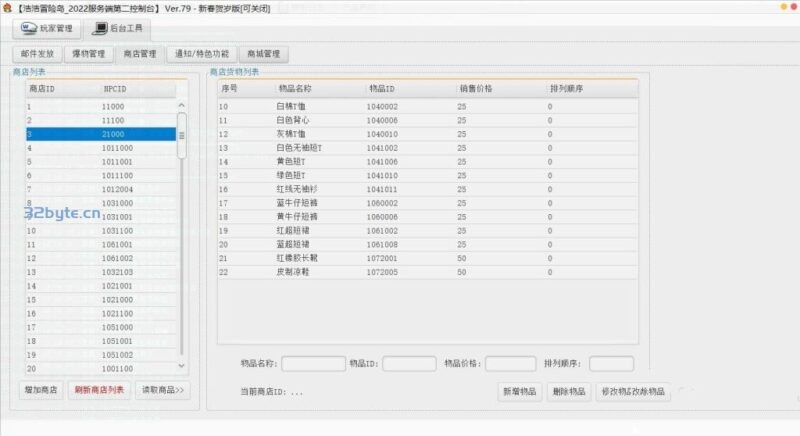 【浩浩冒险岛_2022服务端第二控制台】 Ver.79 - 新春贺岁版[可关闭]
玩家管理 后台工具
邮件发放 爆物管理 商店管理 通知/特色功能 商城管理
商店列表
商店ID NPCID
1 11000
2 11100
3 21000
4 1011000
5 1011001
6 1011100
7 1012004
8 1031000
9 1031001
10 1031100
11 1061001
12 1061002
13 1032103
14 1021001
15 1021000
16 1021100
17 1051000
18 1051001
19 1051002
20 1001100
32byte.cn
增加商店 刷新商店列表 读取商品>>
商店货物列表
序号 物品名称 物品ID 销售价格 排列顺序
10 白棉T恤 1040002 25 0
11 白色背心 1040006 25 0
12 灰棉T恤 1040010 25 0
13 白色无袖短T 1041002 25 0
14 黄色短T 1041006 25 0
15 绿色短T 1041010 25 0
16 红线无袖衫 1041011 25 0
17 蓝牛仔短裤 1060002 25 0
18 黄牛仔短裤 1060006 25 0
19 红超短裙 1061002 25 0
20 蓝超短裙 1061008 25 0
21 红橡胶长靴 1072001 50 0
22 皮制凉鞋 1072005 50 0
物品名称: 物品ID: 物品价格: 排列顺序:
当前商店ID: ...
新增物品 删除物品 修改物品